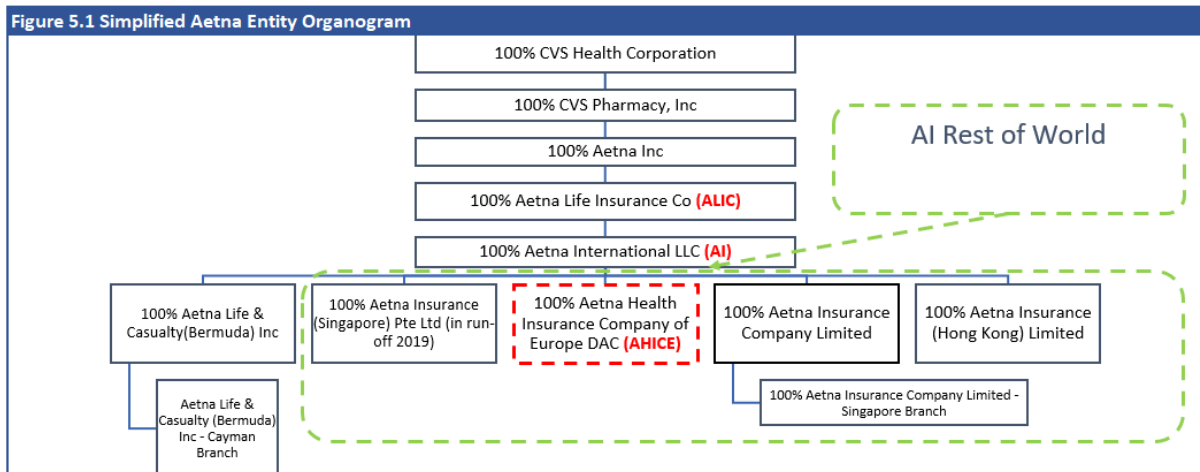 Figure 5.1 Simplified Aetna Entity Organogram
100% CVS Health Corporation
100% CVS Pharmacy, Inc
AI Rest of World
100% Aetna Inc
100% Aetna Life Insurance Co (ALIC)
100% Aetna International LLC (AI)
100% Aetna Life &
Casualty(Bermuda) Inc
100% Aetna Insurance
(Singapore) Pte Ltd (in run-
off 2019)
100% Aetna Health
Insurance Company of
Europe DAC (AHICE)
100% Aetna Insurance
Company Limited
100% Aetna Insurance
(Hong Kong) Limited
Aetna Life &
Casualty (Bermuda)
Inc - Cayman
Branch
100% Aetna Insurance Company Limited -
Singapore Branch